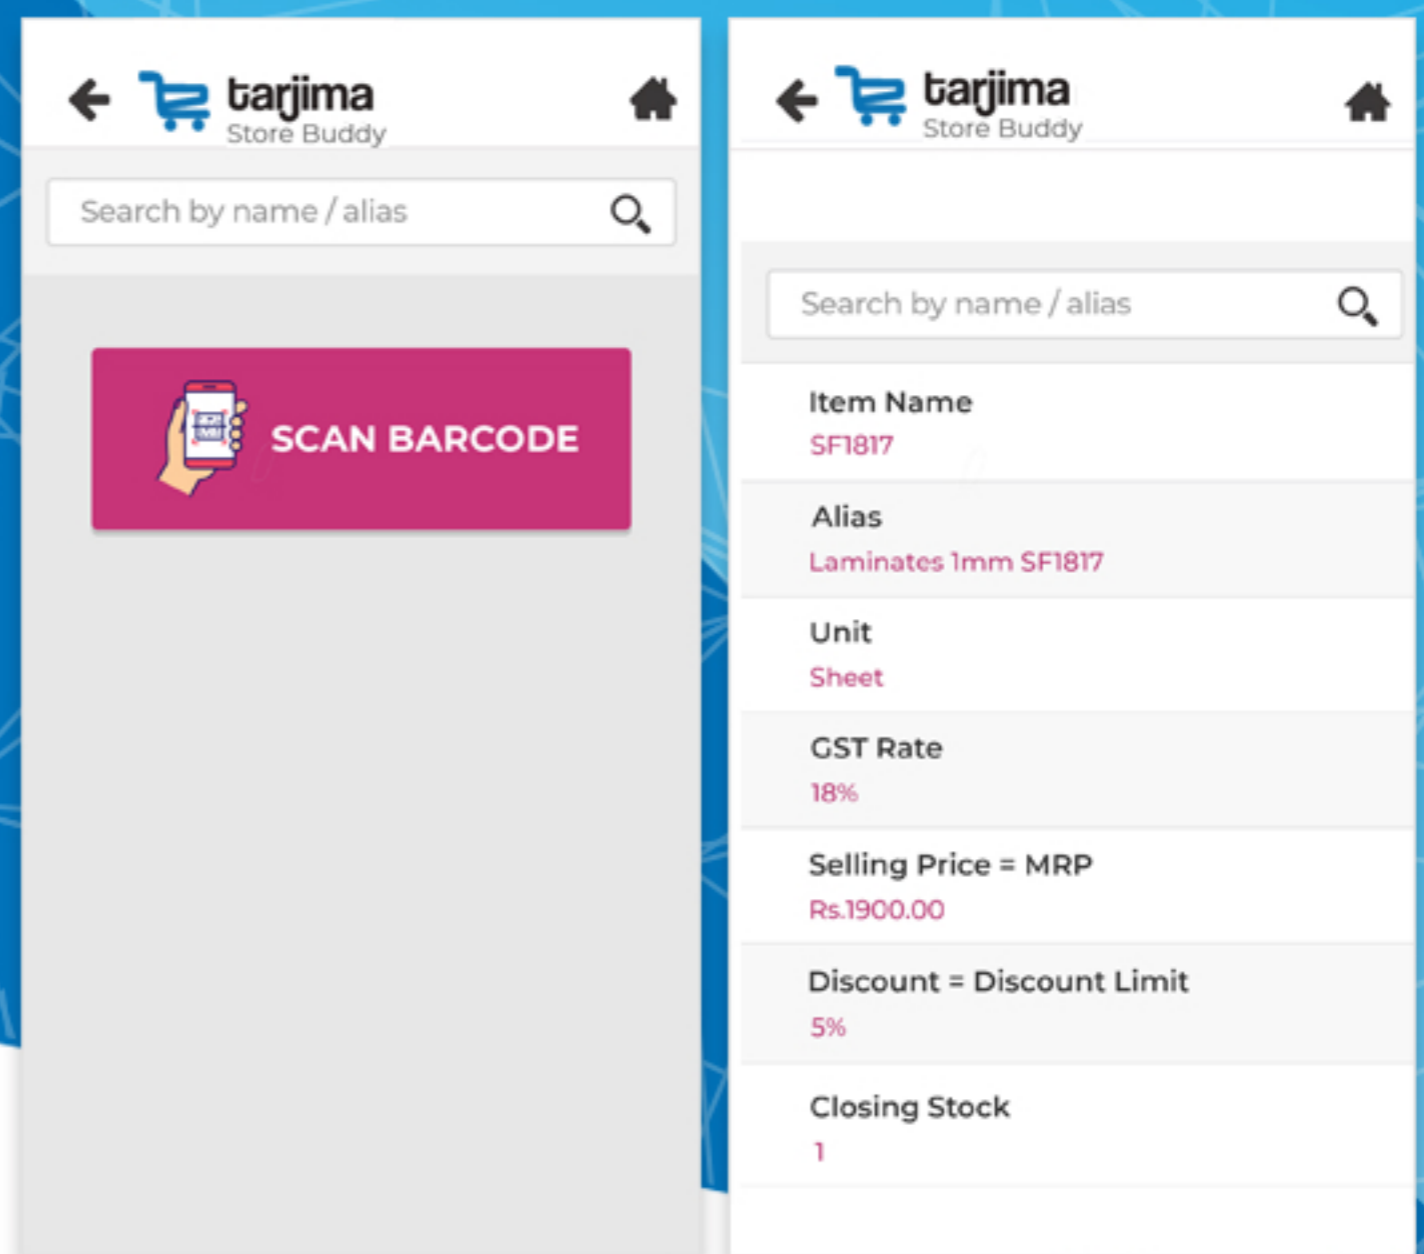 tarjima
Store Buddy
Search by name / alias
SCAN BARCODE
tarjima
Store Buddy
Search by name / alias
Item Name
SF1817
Alias
Laminates 1mm SF1817
Unit
Sheet
GST Rate
18%
Selling Price = MRP
Rs.1900.00
Discount = Discount Limit
5%
Closing Stock
1